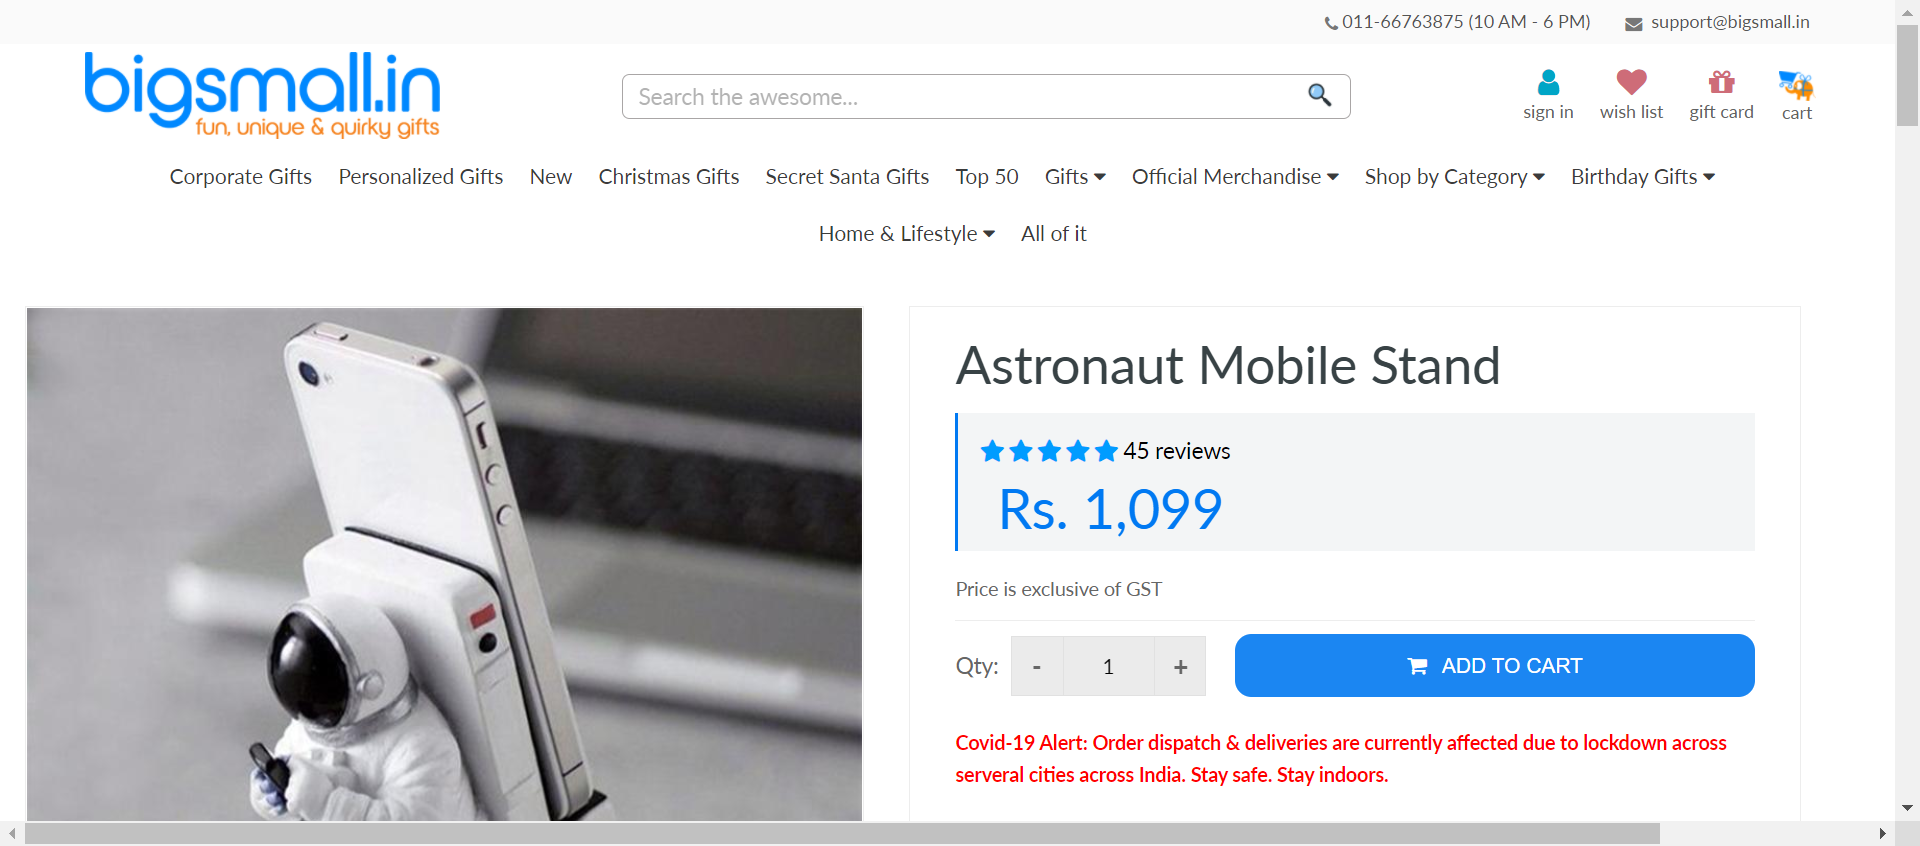 011-66763875 (10 AM - 6 PM) support@bigsmall.in
bigsmall.in
fun, unique & quirky gifts
Search the awesome...
sign in wish list gift card cart
Corporate Gifts Personalized Gifts New Christmas Gifts Secret Santa Gifts Top 50 Gifts Official Merchandise Shop by Category Birthday Gifts
Home & Lifestyle All of it
Astronaut Mobile Stand
45 reviews
Rs. 1,099
Price is exclusive of GST
Qty: - 1 + ADD TO CART
Covid-19 Alert: Order dispatch & deliveries are currently affected due to lockdown across
serveral cities across India. Stay safe. Stay indoors.